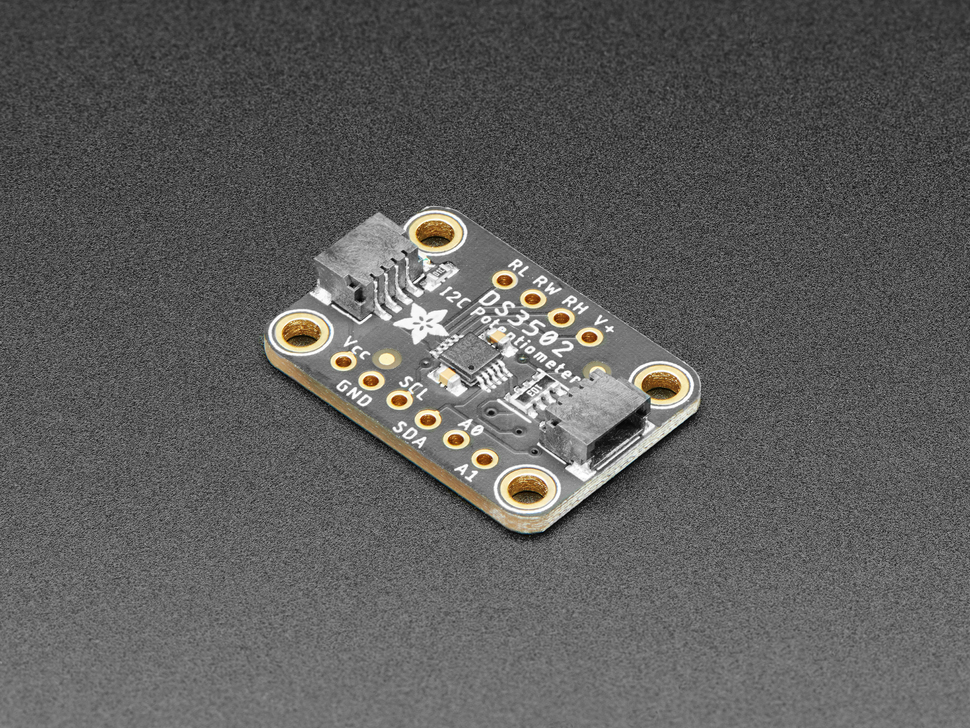 RL RW RH V+
I2C
DS3502
Potentiometer
Vcc
GND
SCL
SDA
A0
A1